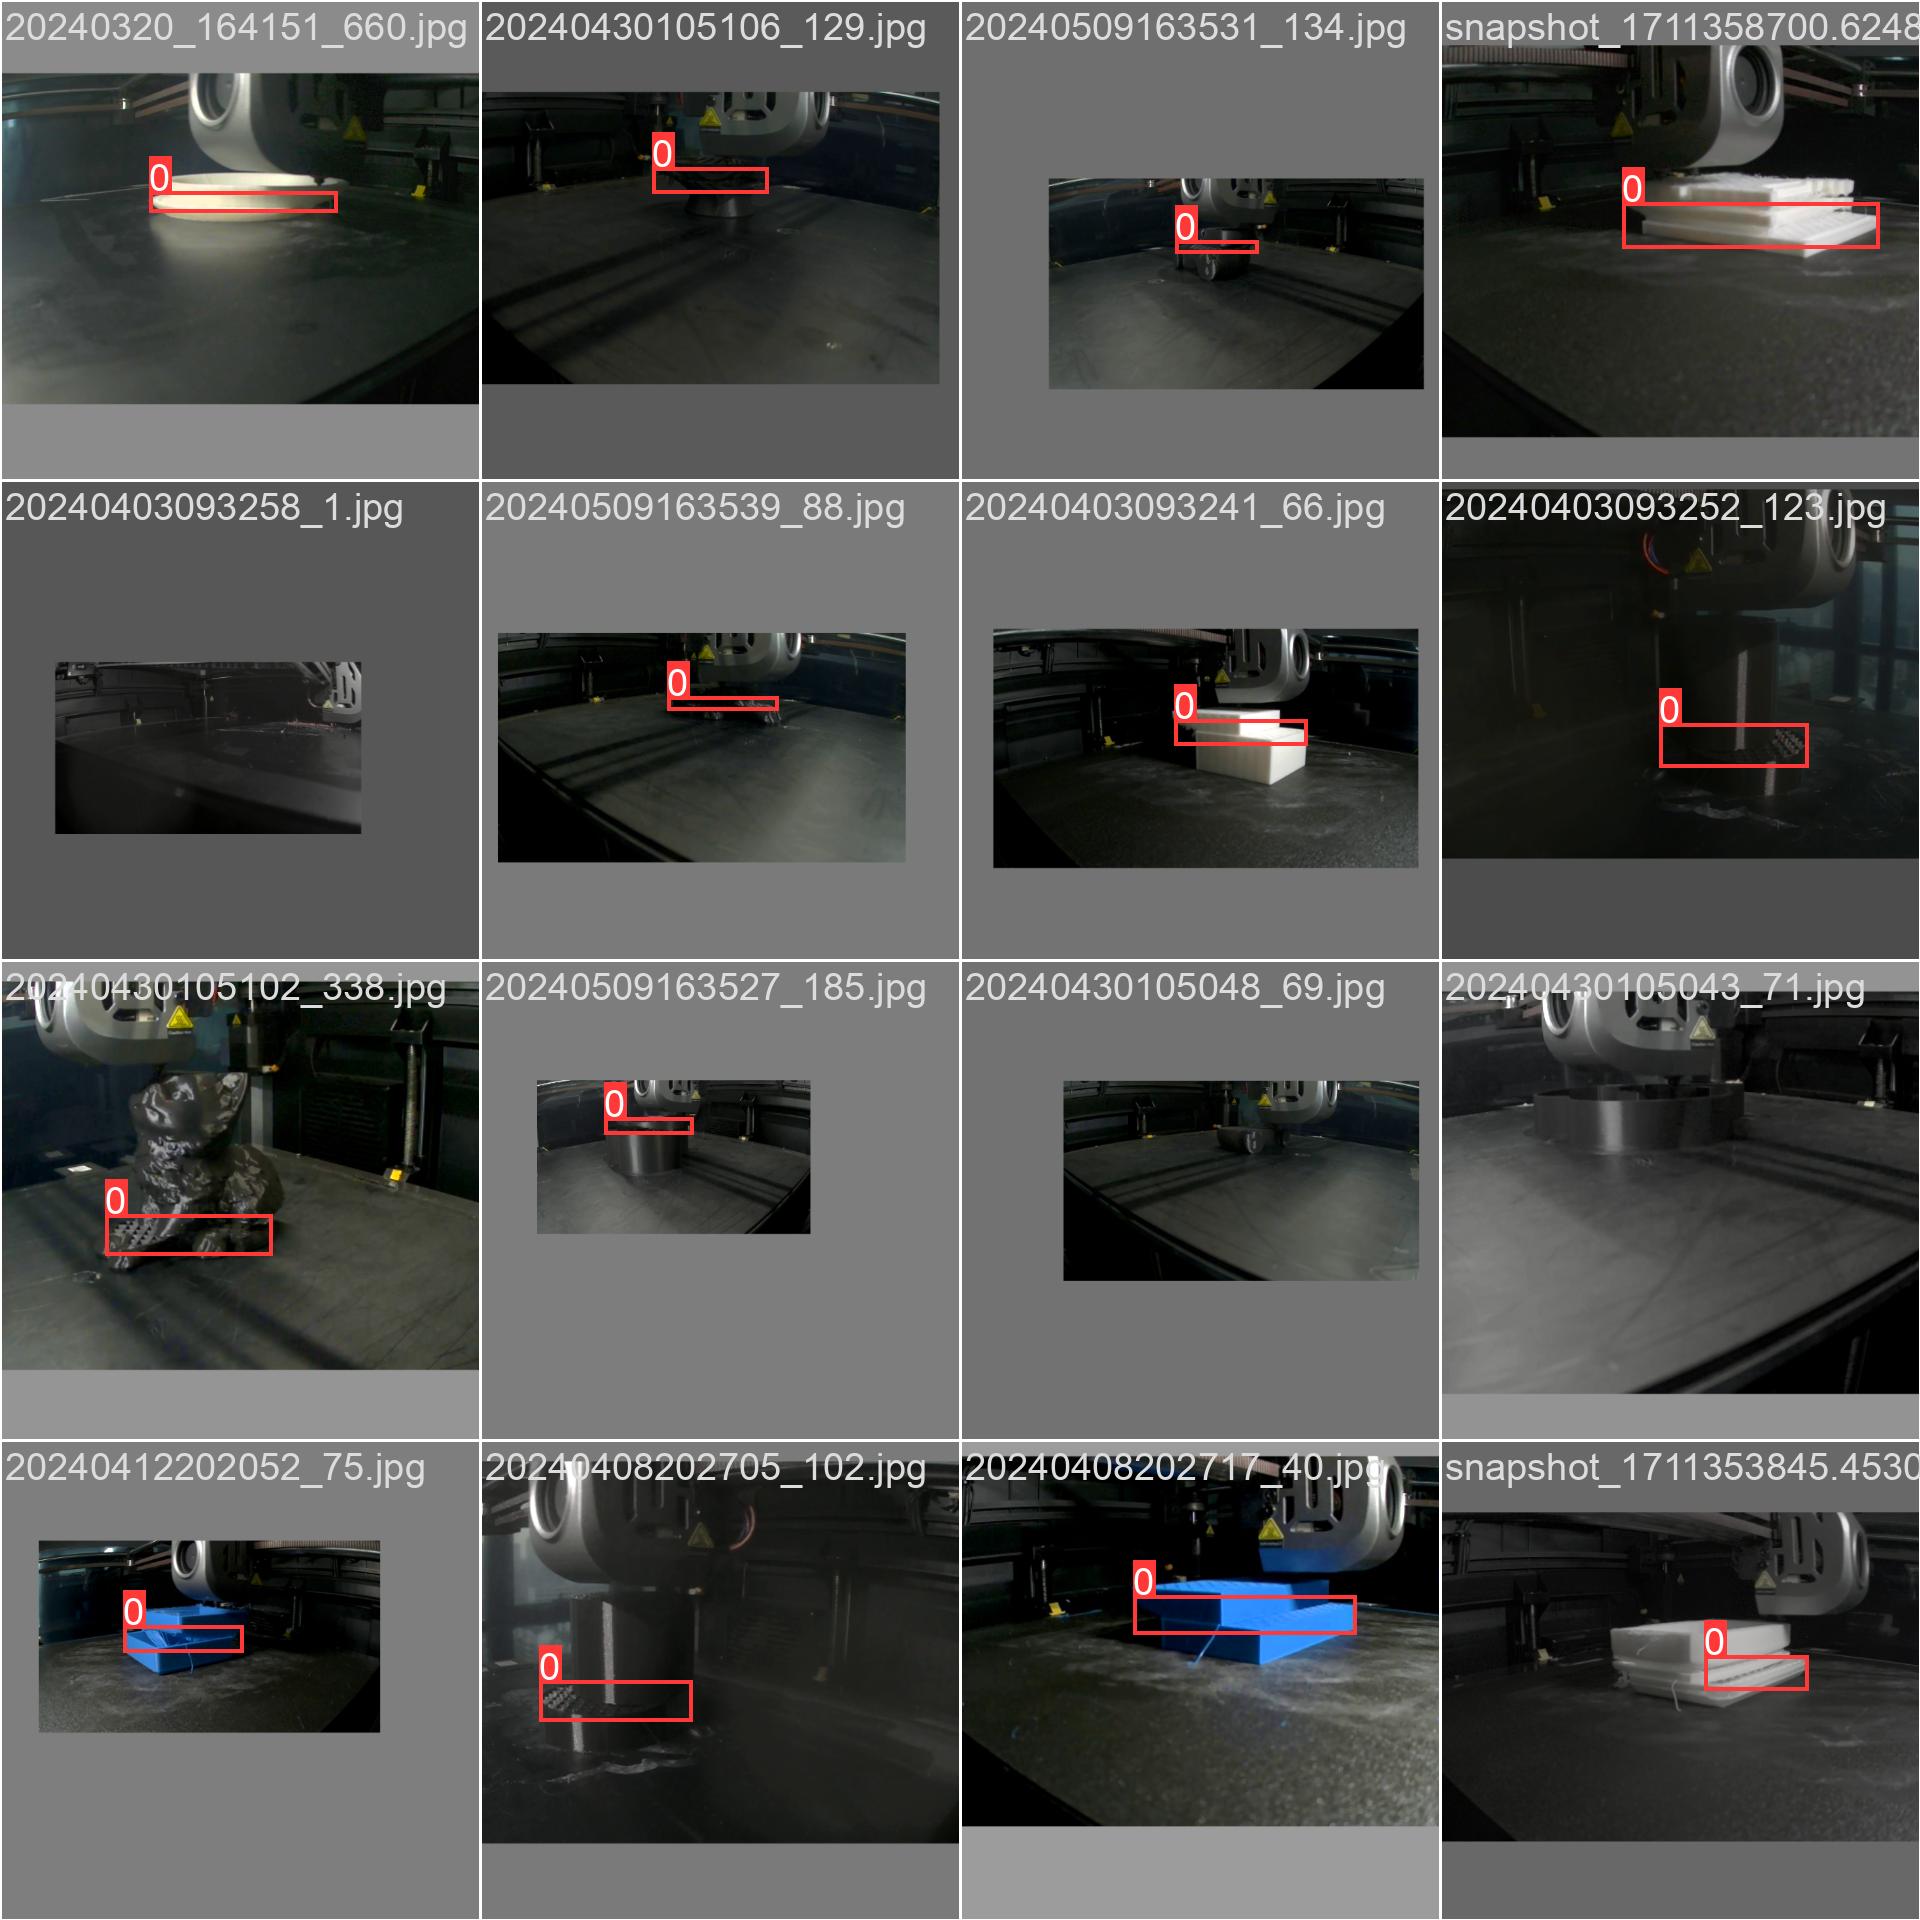 20240320_164151_660.jpg
20240430105106_129.jpg
20240509163531_134.jpg
snapshot_1711358700.6248
0
0
0
0
20240403093258_1.jpg
20240509163539_88.jpg
20240403093241_66.jpg
20240403093252_123.jpg
0
0
0
20240430105102_338.jpg
20240509163527_185.jpg
20240430105048_69.jpg
20240430105043_71.jpg
0
0
20240412202052_75.jpg
20240408202705_102.jpg
20240408202717_40.jpg
snapshot_1711353845.4530
0
0
0
0